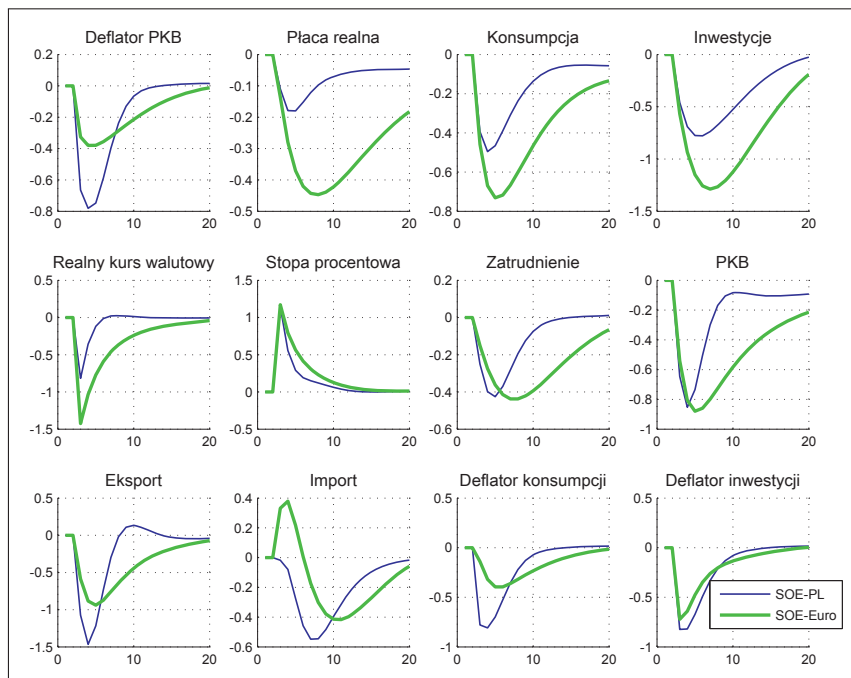 Deflator PKB
Płaca realna
Konsumpcja
Inwestycje
0.2
0
-0.2
-0.4
-0.6
-0.8
0 10 20
0
-0.1
-0.2
-0.3
-0.4
-0.5
0 10 20
0
-0.2
-0.4
-0.6
-0.8
0 10 20
0
-0.5
-1
-1.5
0 10 20
Realny kurs walutowy
Stopa procentowa
Zatrudnienie
PKB
0.5
0
-0.5
-1
-1.5
0 10 20
1.5
1
0.5
0
-0.5
0 10 20
0.2
0
-0.2
-0.4
-0.6
0 10 20
0
-0.2
-0.4
-0.6
-0.8
-1
0 10 20
Eksport
Import
Deflator konsumpcji
Deflator inwestycji
0.5
0
-0.5
-1
-1.5
0 10 20
0.4
0.2
0
-0.2
-0.4
-0.6
0 10 20
0.5
0
-0.5
-1
0 10 20
0.5
0
-0.5
-1
0 10 20
SOE-PL
SOE-Euro